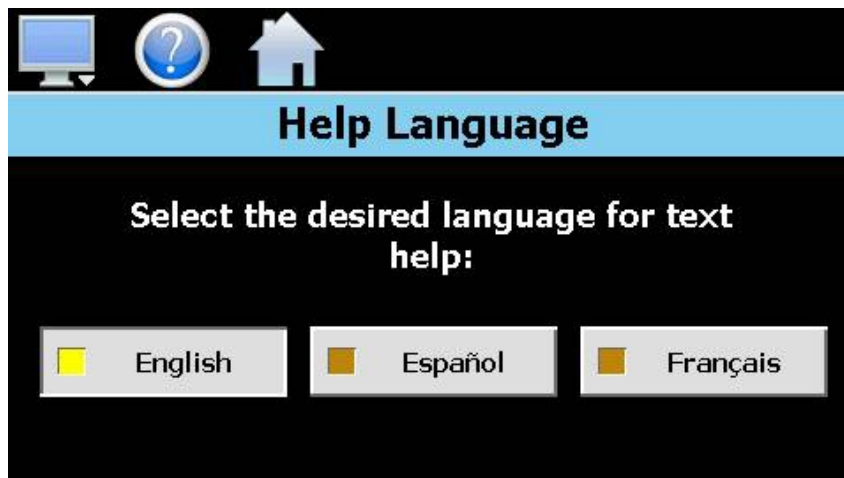 ?
Help Language
Select the desired language for text
help:
English
Español
Français